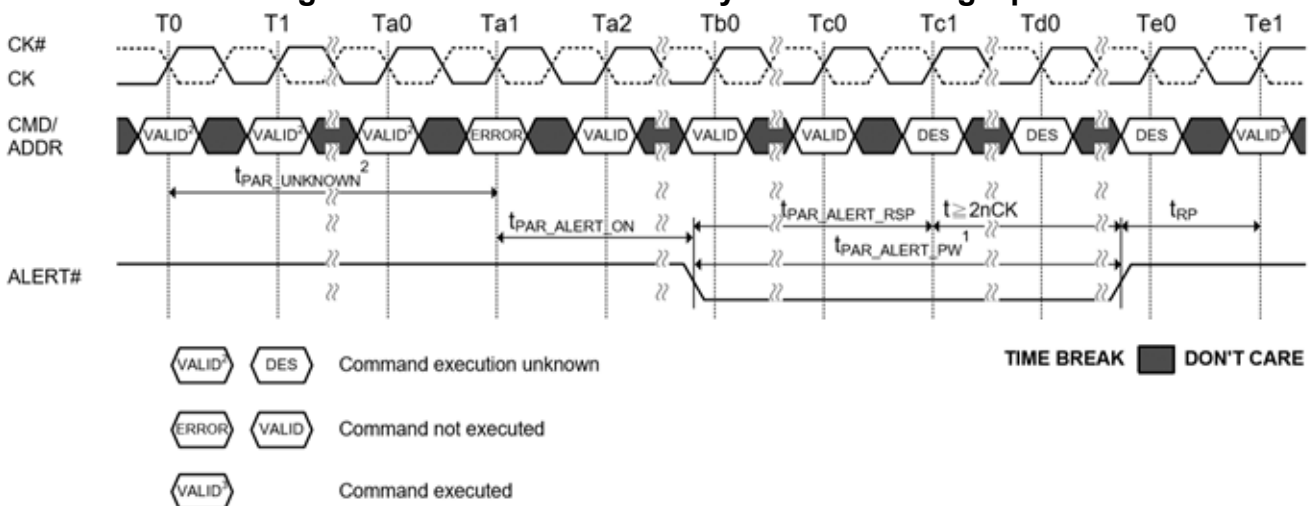 T0 T1 Ta0 Ta1 Ta2 Tb0 Tc0 Tc1 Td0 Te0 Te1
CK#
CK
CMD/
ADDR
VALID² VALID² VALID² ERROR VALID VALID VALID DES DES DES VALID³
tPAR_UNKNOWN²
tPAR_ALERT_ON
tPAR_ALERT_RSP t≧2nCK tRP
tPAR_ALERT_PW¹
ALERT#
VALID² DES Command execution unknown
TIME BREAK DON'T CARE
ERROR VALID Command not executed
VALID³ Command executed